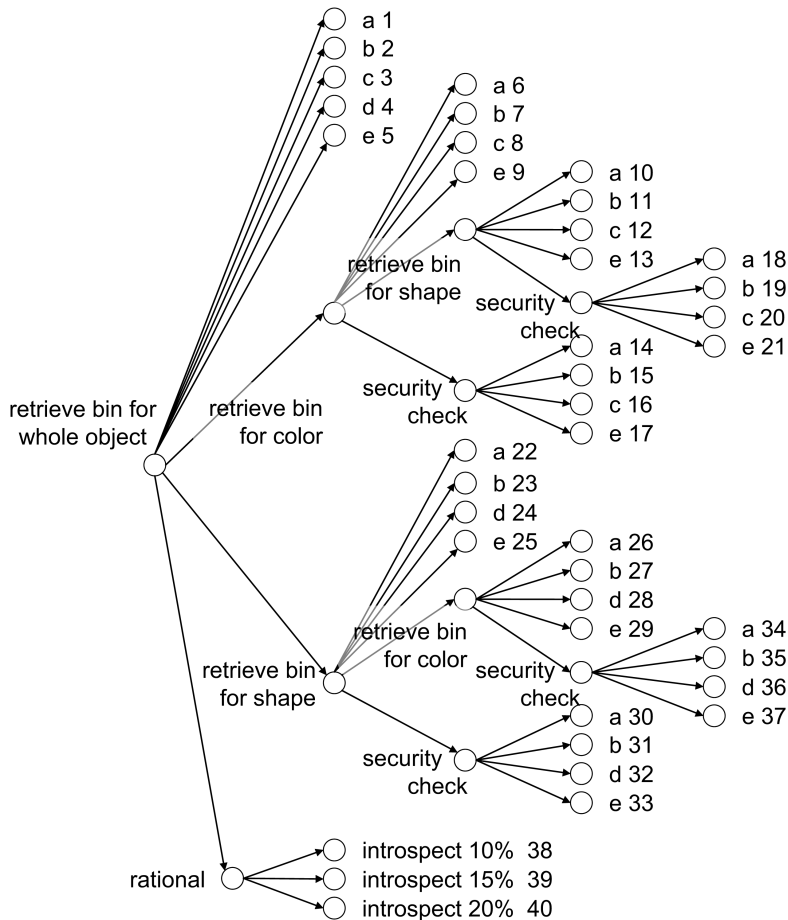 a 1
b 2
c 3
d 4
e 5
a 6
b 7
c 8
e 9
a 10
b 11
c 12
e 13
retrieve bin
for shape
security
check
a 18
b 19
c 20
e 21
a 14
b 15
c 16
e 17
security
check
retrieve bin for
whole object
retrieve bin
for color
a 22
b 23
d 24
e 25
a 26
b 27
d 28
e 29
retrieve bin
for color
security
check
a 34
b 35
d 36
e 37
retrieve bin
for shape
a 30
b 31
d 32
e 33
security
check
rational
introspect 10% 38
introspect 15% 39
introspect 20% 40